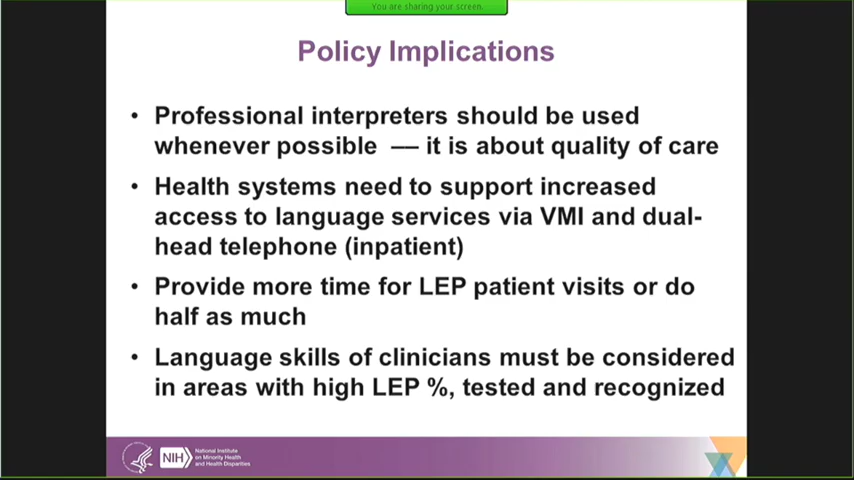 You are sharing your screen.
Policy Implications
• Professional interpreters should be used
whenever possible — it is about quality of care
• Health systems need to support increased
access to language services via VMI and dual-
head telephone (inpatient)
• Provide more time for LEP patient visits or do
half as much
• Language skills of clinicians must be considered
in areas with high LEP %, tested and recognized
NIH
National Institute
on Minority Health
and Health Disparities